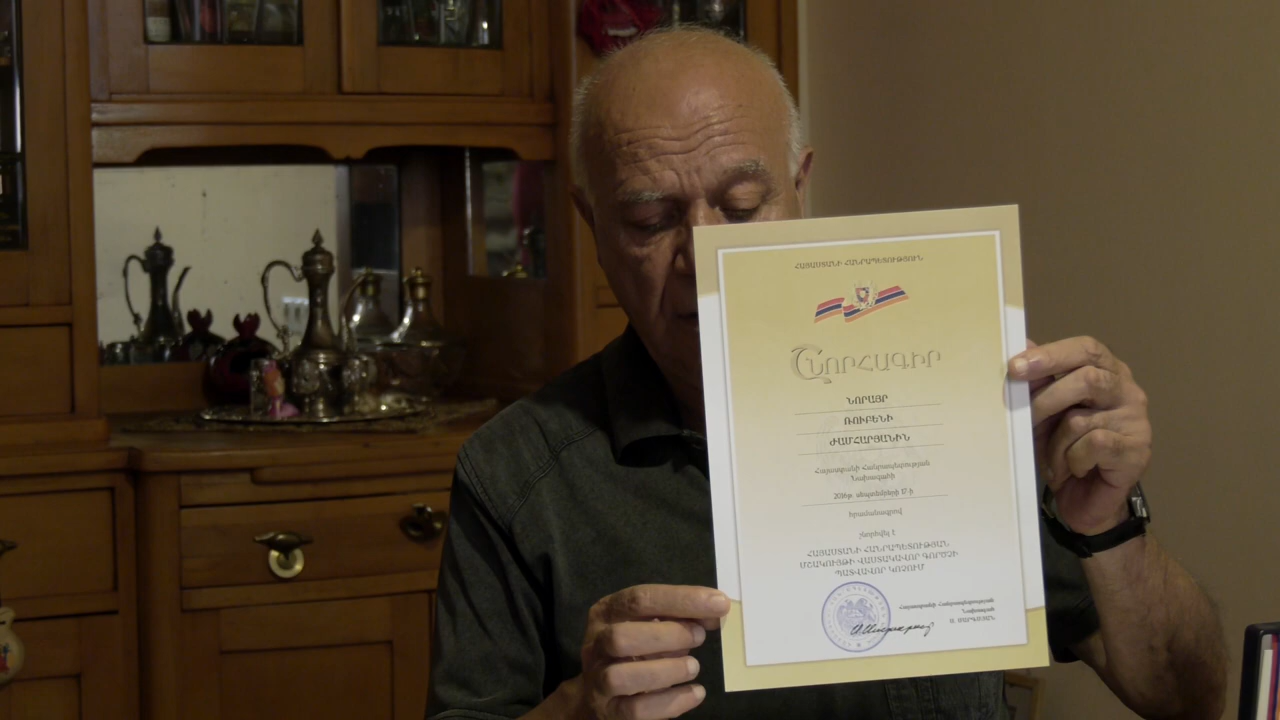 ՀԱՅԱՍՏԱՆԻ ՀԱՆՐԱՊԵՏՈՒԹՅՈՒՆ
ՇՆՈՐՀԱԳԻՐ
ՆՈՐԱՅՐ
ՌՈՒԲԵՆԻ
ԺԱՄՀԱՐՅԱՆԻՆ
Հայաստանի Հանրապետության
Նախագահի
2016թ. սեպտեմբերի 17-ի
հրամանագրով
շնորհվել է
ՀԱՅԱՍՏԱՆԻ ՀԱՆՐԱՊԵՏՈՒԹՅԱՆ
ՄՇԱԿՈՒՅԹԻ ՎԱՍՏԱԿԱՎՈՐ ԳՈՐԾՉԻ
ՊԱՏՎԱՎՈՐ ԿՈՉՈՒՄ
Հայաստանի Հանրապետության
Նախագահ
Ս. ՍԱՐԳՍՅԱՆ